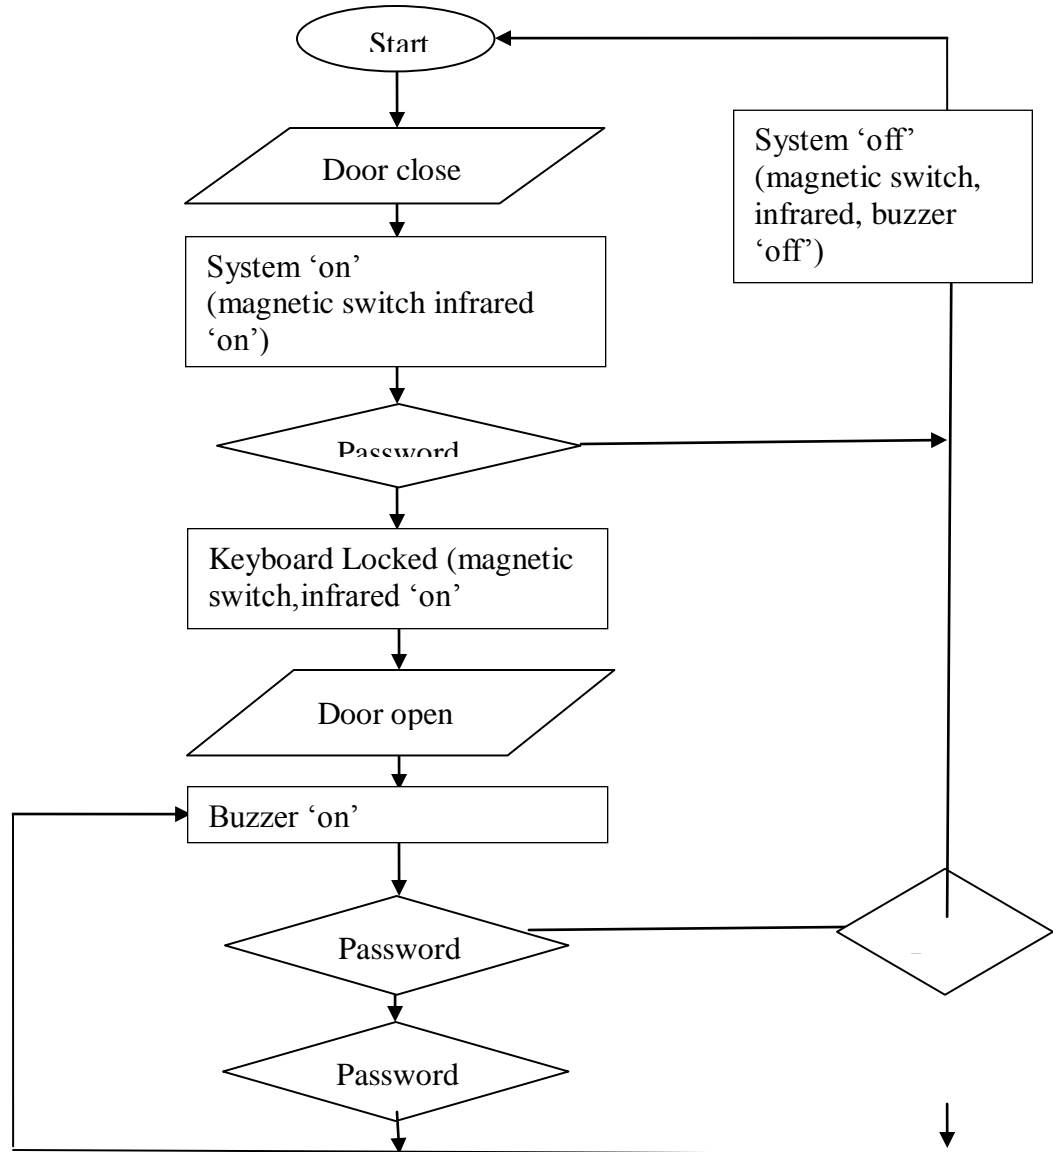 Start
Door close
System ‘on’
(magnetic switch infrared
‘on’)
Password
Keyboard Locked (magnetic
switch,infrared ‘on’
Door open
Buzzer ‘on’
Password
Password
System ‘off’
(magnetic switch,
infrared, buzzer
‘off’)